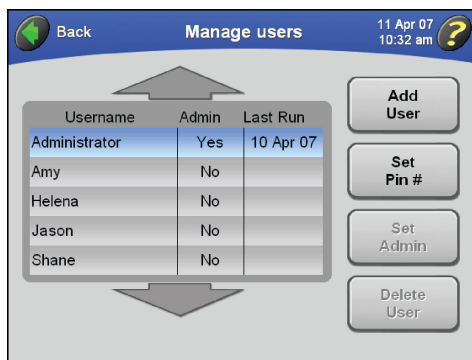 Back
Manage users
11 Apr 07
10:32 am
?
Username Admin Last Run
Administrator Yes 10 Apr 07
Amy No
Helena No
Jason No
Shane No
Add
User
Set
Pin #
Set
Admin
Delete
User